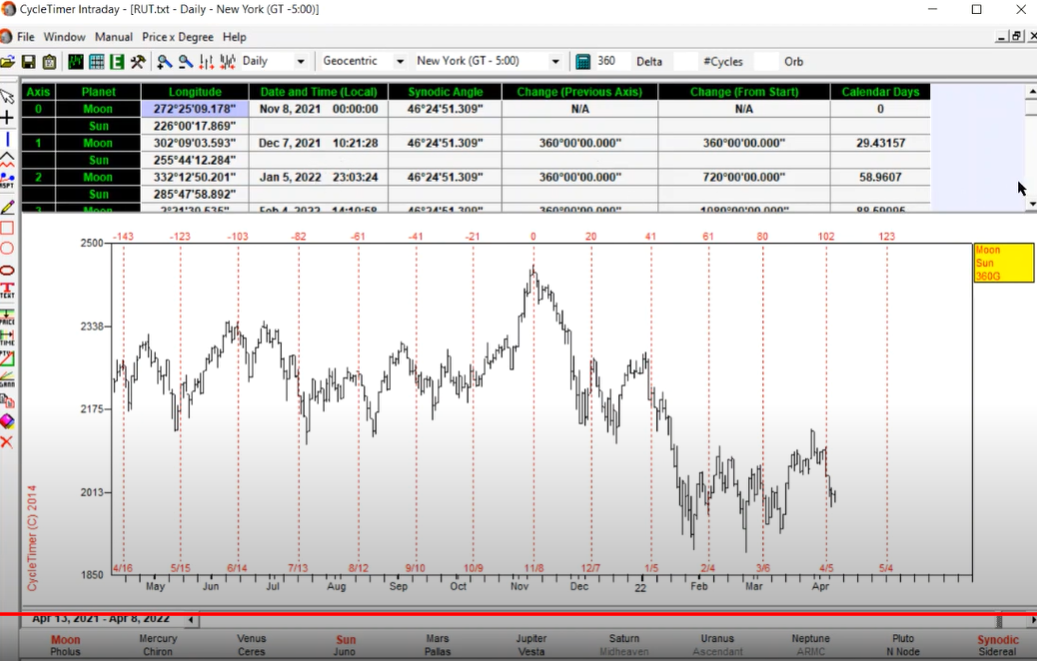 CycleTimer Intraday - [RUT.txt - Daily - New York (GT -5:00)]
File Window Manual Price x Degree Help
Daily Geocentric New York (GT - 5:00) 360 Delta #Cycles Orb
Axis Planet Longitude Date and Time (Local) Synodic Angle Change (Previous Axis) Change (From Start) Calendar Days
0 Moon 272°25'09.178" Nov 8, 2021 00:00:00 46°24'51.309" N/A N/A 0
Sun 226°00'17.869"
1 Moon 302°09'03.593" Dec 7, 2021 10:21:28 46°24'51.309" 360°00'00.000" 360°00'00.000" 29.43157
Sun 255°44'12.284"
2 Moon 332°12'50.201" Jan 5, 2022 23:03:24 46°24'51.309" 360°00'00.000" 720°00'00.000" 58.9607
Sun 285°47'58.892"
-143 -123 -103 -82 -61 -41 -21 0 20 41 61 80 102 123
Moon
Sun
360G
2500
2338
2175
2013
1850
TEXT
PRICE
TIME
CycleTimer (C) 2014
4/16 5/15 6/14 7/13 8/12 9/10 10/9 11/8 12/7 1/5 2/4 3/6 4/5 5/4
May Jun Jul Aug Sep Oct Nov Dec 22 Feb Mar Apr
Apr 13, 2021 - Apr 8, 2022
Moon Mercury Venus Sun Mars Jupiter Saturn Uranus Neptune Pluto Synodic
Pholus Chiron Ceres Juno Pallas Vesta Midheaven Ascendant ARMC N Node Sidereal